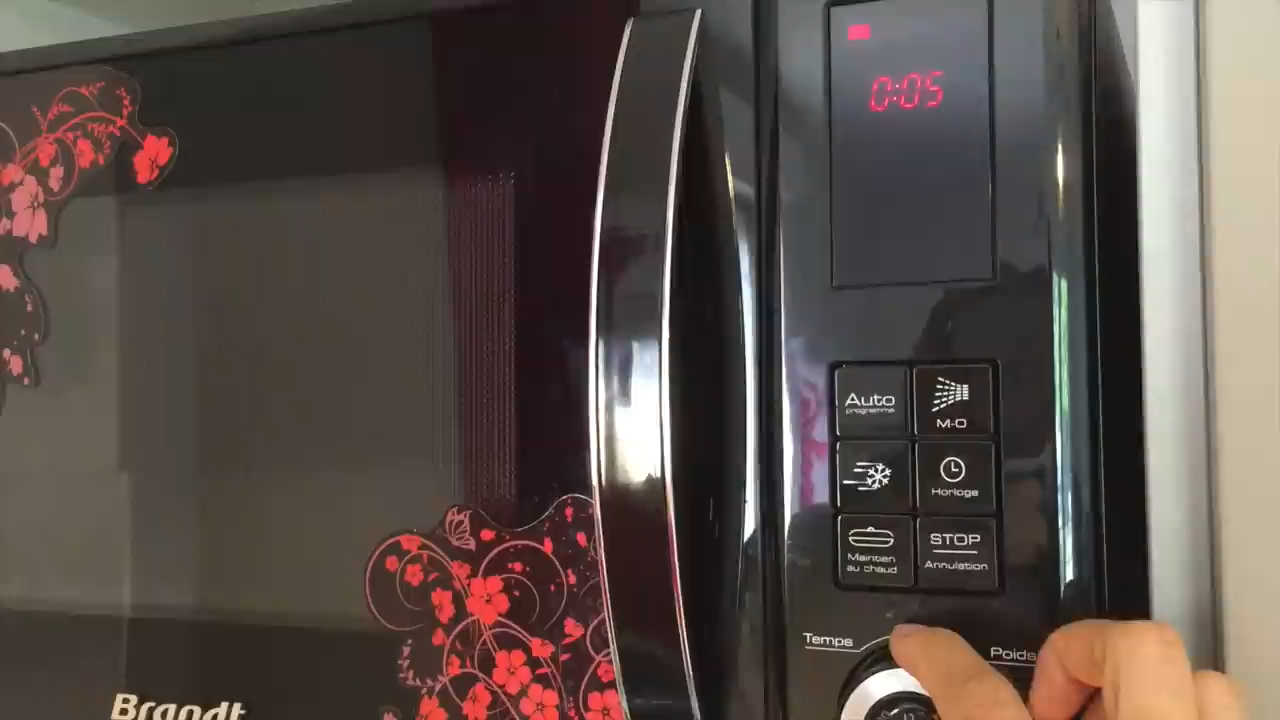 0:05
Auto
programme
M-O
Horloge
Maintien
au chaud
STOP
Annulation
Temps
Poids
Brandt